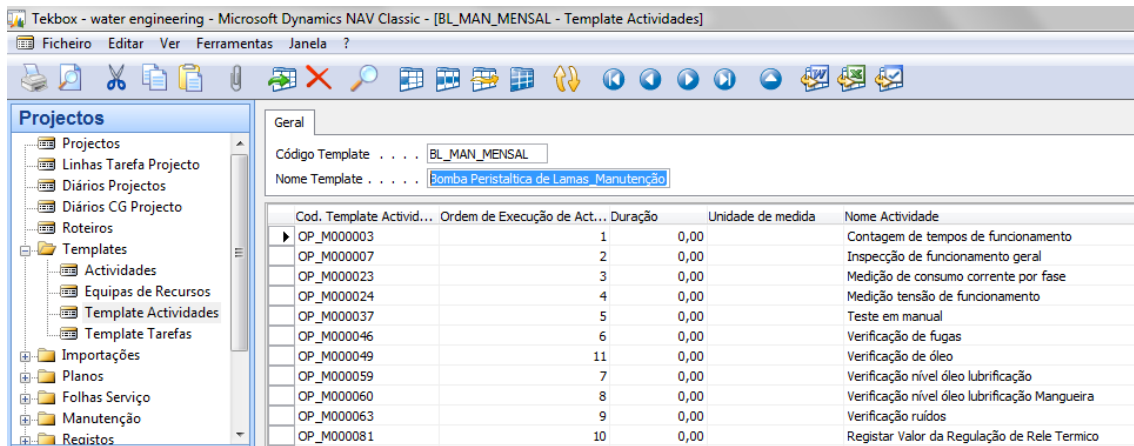 Tekbox - water engineering - Microsoft Dynamics NAV Classic - [BL_MAN_MENSAL - Template Actividades]
Ficheiro Editar Ver Ferramentas Janela ?
Projectos
Projectos
Linhas Tarefa Projecto
Diários Projectos
Diários CG Projecto
Roteiros
Templates
Actividades
Equipas de Recursos
Template Actividades
Template Tarefas
Importações
Planos
Folhas Serviço
Manutenção
Registos
Geral
Código Template . . . . BL_MAN_MENSAL
Nome Template . . . . . Bomba Peristaltica de Lamas_Manutenção
Cod. Template Activid... Ordem de Execução de Act... Duração Unidade de medida Nome Actividade
OP_M000003 1 0,00 Contagem de tempos de funcionamento
OP_M000007 2 0,00 Inspecção de funcionamento geral
OP_M000023 3 0,00 Medição de consumo corrente por fase
OP_M000024 4 0,00 Medição tensão de funcionamento
OP_M000037 5 0,00 Teste em manual
OP_M000046 6 0,00 Verificação de fugas
OP_M000049 11 0,00 Verificação de óleo
OP_M000059 7 0,00 Verificação nível óleo lubrificação
OP_M000060 8 0,00 Verificação nível óleo lubrificação Mangueira
OP_M000063 9 0,00 Verificação ruídos
OP_M000081 10 0,00 Registar Valor da Regulação de Rele Termico